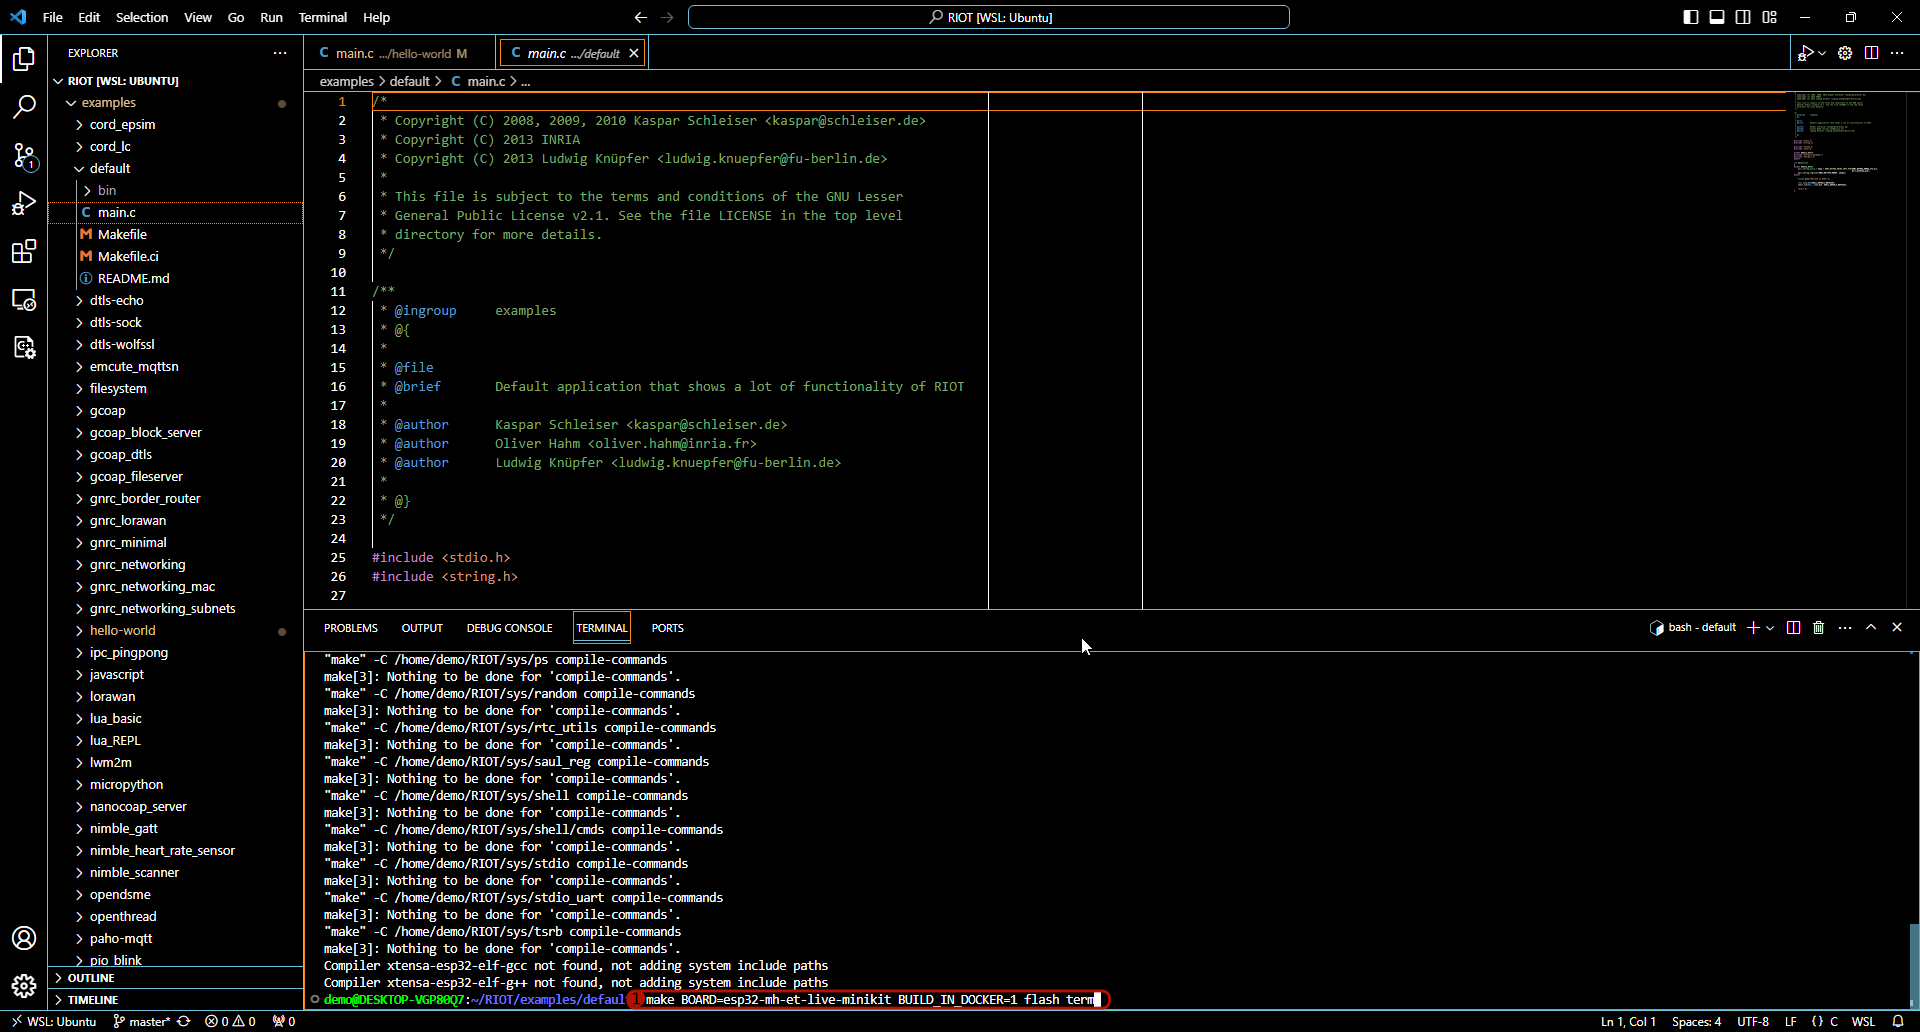 File Edit Selection View Go Run Terminal Help
RIOT [WSL: Ubuntu]
EXPLORER
RIOT [WSL: UBUNTU]
examples
cord_epsim
cord_lc
default
bin
C main.c
M Makefile
M Makefile.ci
README.md
dtls-echo
dtls-sock
dtls-wolfssl
emcute_mqttsn
filesystem
gcoap
gcoap_block_server
gcoap_dtls
gcoap_fileserver
gnrc_border_router
gnrc_lorawan
gnrc_minimal
gnrc_networking
gnrc_networking_mac
gnrc_networking_subnets
hello-world
ipc_pingpong
javascript
lorawan
lua_basic
lua_REPL
lwm2m
micropython
nanocoap_server
nimble_gatt
nimble_heart_rate_sensor
nimble_scanner
opendsme
openthread
paho-mqtt
pio_blink
OUTLINE
TIMELINE
1
C main.c .../hello-world M
C main.c .../default
examples > default > C main.c > ...
1 /*
2  * Copyright (C) 2008, 2009, 2010 Kaspar Schleiser <kaspar@schleiser.de>
3  * Copyright (C) 2013 INRIA
4  * Copyright (C) 2013 Ludwig Knüpfer <ludwig.knuepfer@fu-berlin.de>
5  *
6  * This file is subject to the terms and conditions of the GNU Lesser
7  * General Public License v2.1. See the file LICENSE in the top level
8  * directory for more details.
9  */
10
11 /**
12  * @ingroup     examples
13  * @{
14  *
15  * @file
16  * @brief       Default application that shows a lot of functionality of RIOT
17  *
18  * @author      Kaspar Schleiser <kaspar@schleiser.de>
19  * @author      Oliver Hahm <oliver.hahm@inria.fr>
20  * @author      Ludwig Knüpfer <ludwig.knuepfer@fu-berlin.de>
21  *
22  * @}
23  */
24
25 #include <stdio.h>
26 #include <string.h>
27
PROBLEMS OUTPUT DEBUG CONSOLE TERMINAL PORTS
bash - default
"make" -C /home/demo/RIOT/sys/ps compile-commands
make[3]: Nothing to be done for 'compile-commands'.
"make" -C /home/demo/RIOT/sys/random compile-commands
make[3]: Nothing to be done for 'compile-commands'.
"make" -C /home/demo/RIOT/sys/rtc_utils compile-commands
make[3]: Nothing to be done for 'compile-commands'.
"make" -C /home/demo/RIOT/sys/saul_reg compile-commands
make[3]: Nothing to be done for 'compile-commands'.
"make" -C /home/demo/RIOT/sys/shell compile-commands
make[3]: Nothing to be done for 'compile-commands'.
"make" -C /home/demo/RIOT/sys/shell/cmds compile-commands
make[3]: Nothing to be done for 'compile-commands'.
"make" -C /home/demo/RIOT/sys/stdio compile-commands
make[3]: Nothing to be done for 'compile-commands'.
"make" -C /home/demo/RIOT/sys/stdio_uart compile-commands
make[3]: Nothing to be done for 'compile-commands'.
"make" -C /home/demo/RIOT/sys/tsrb compile-commands
make[3]: Nothing to be done for 'compile-commands'.
Compiler xtensa-esp32-elf-gcc not found, not adding system include paths
Compiler xtensa-esp32-elf-g++ not found, not adding system include paths
demo@DESKTOP-VGP80Q7:~/RIOT/examples/default 1 make BOARD=esp32-mh-et-live-minikit BUILD_IN_DOCKER=1 flash term
WSL: Ubuntu master* 0 0 0 Ln 1, Col 1 Spaces: 4 UTF-8 LF {} C WSL